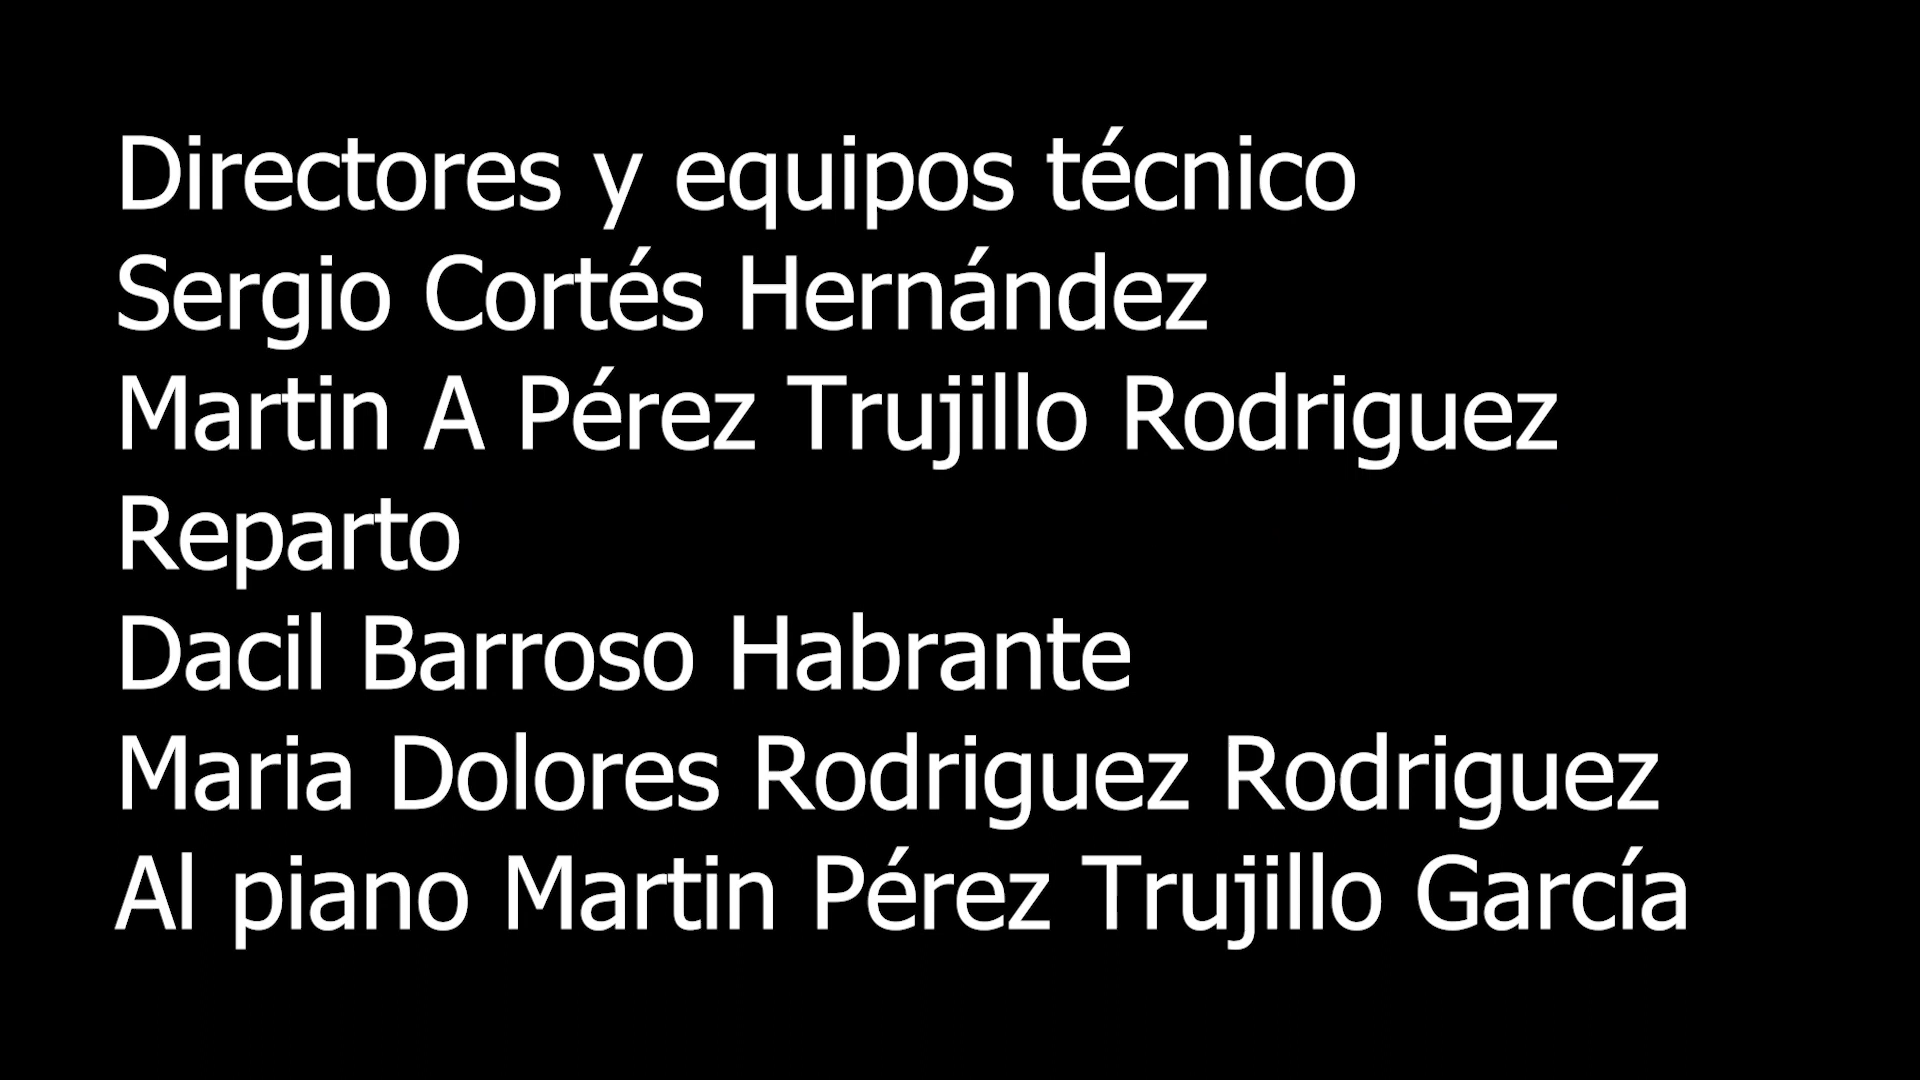 Directores y equipos técnico
Sergio Cortés Hernández
Martin A Pérez Trujillo Rodriguez
Reparto
Dacil Barroso Habrante
Maria Dolores Rodriguez Rodriguez
Al piano Martin Pérez Trujillo García